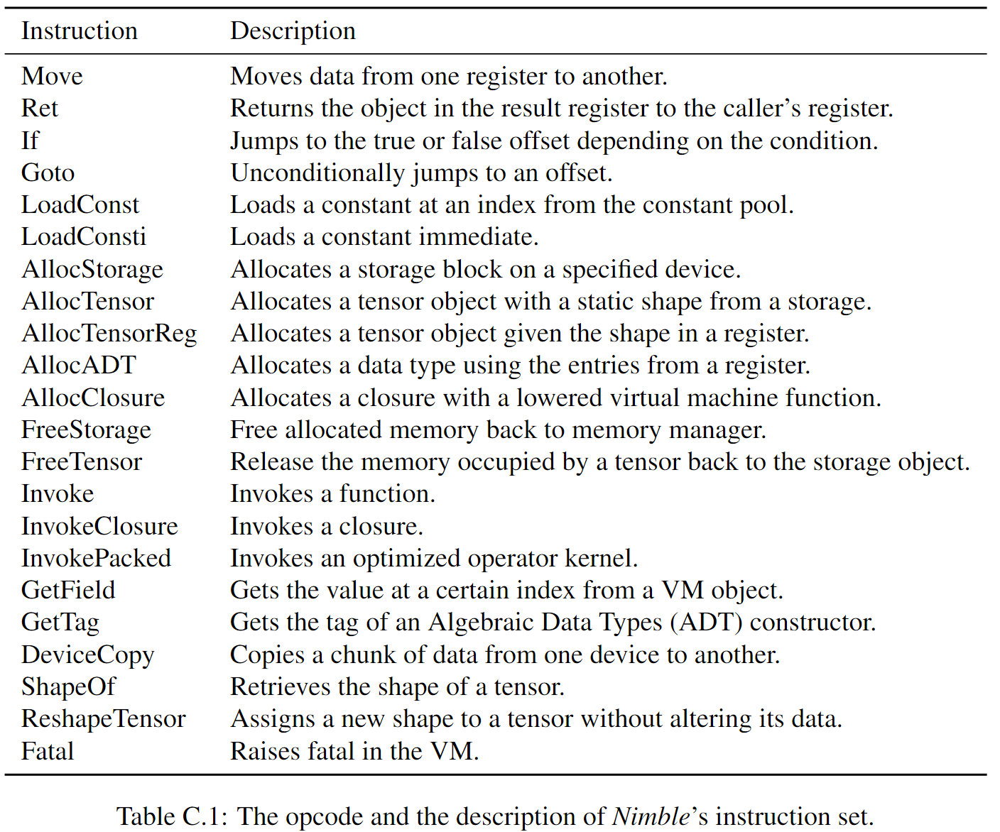 Instruction Description
Move Moves data from one register to another.
Ret Returns the object in the result register to the caller’s register.
If Jumps to the true or false offset depending on the condition.
Goto Unconditionally jumps to an offset.
LoadConst Loads a constant at an index from the constant pool.
LoadConsti Loads a constant immediate.
AllocStorage Allocates a storage block on a specified device.
AllocTensor Allocates a tensor object with a static shape from a storage.
AllocTensorReg Allocates a tensor object given the shape in a register.
AllocADT Allocates a data type using the entries from a register.
AllocClosure Allocates a closure with a lowered virtual machine function.
FreeStorage Free allocated memory back to memory manager.
FreeTensor Release the memory occupied by a tensor back to the storage object.
Invoke Invokes a function.
InvokeClosure Invokes a closure.
InvokePacked Invokes an optimized operator kernel.
GetField Gets the value at a certain index from a VM object.
GetTag Gets the tag of an Algebraic Data Types (ADT) constructor.
DeviceCopy Copies a chunk of data from one device to another.
ShapeOf Retrieves the shape of a tensor.
ReshapeTensor Assigns a new shape to a tensor without altering its data.
Fatal Raises fatal in the VM.
Table C.1: The opcode and the description of Nimble’s instruction set.